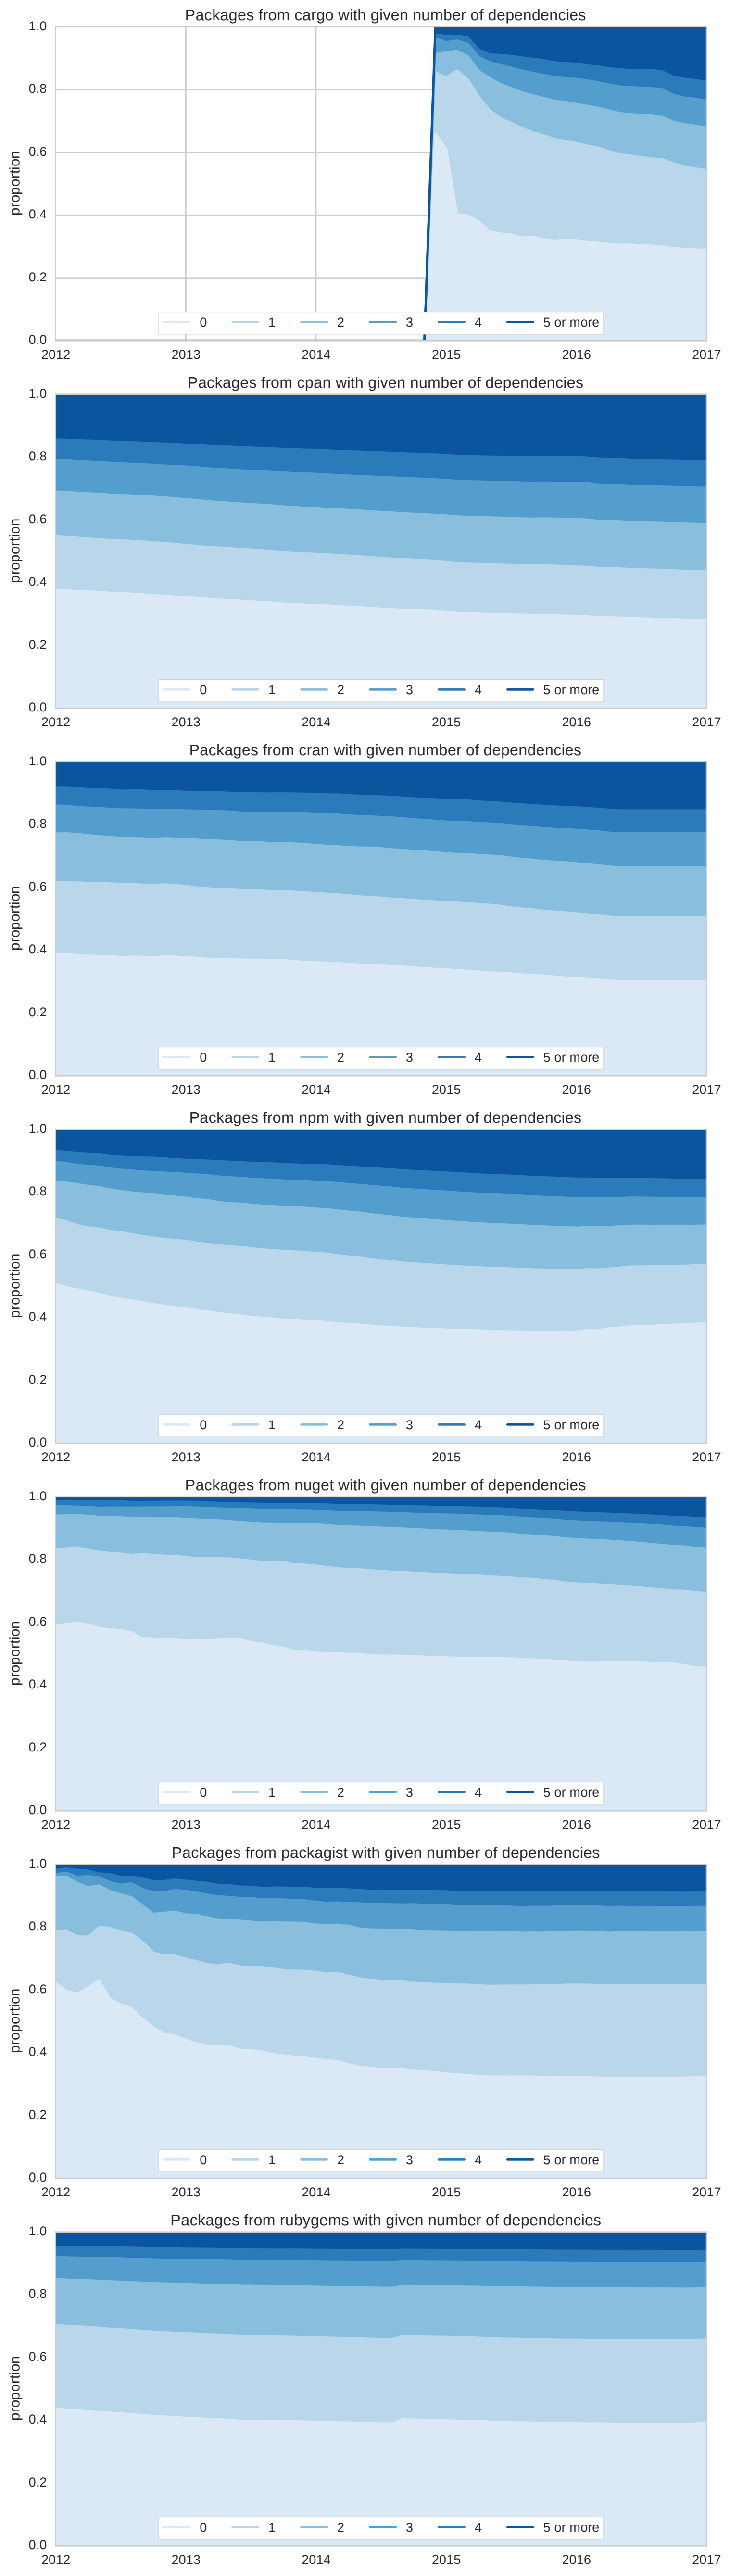 Packages from cargo with given number of dependencies
1.0
0.8
0.6
0.4
0.2
0.0
proportion
0 1 2 3 4 5 or more
2012 2013 2014 2015 2016 2017
Packages from cpan with given number of dependencies
1.0
0.8
0.6
0.4
0.2
0.0
proportion
0 1 2 3 4 5 or more
2012 2013 2014 2015 2016 2017
Packages from cran with given number of dependencies
1.0
0.8
0.6
0.4
0.2
0.0
proportion
0 1 2 3 4 5 or more
2012 2013 2014 2015 2016 2017
Packages from npm with given number of dependencies
1.0
0.8
0.6
0.4
0.2
0.0
proportion
0 1 2 3 4 5 or more
2012 2013 2014 2015 2016 2017
Packages from nuget with given number of dependencies
1.0
0.8
0.6
0.4
0.2
0.0
proportion
0 1 2 3 4 5 or more
2012 2013 2014 2015 2016 2017
Packages from packagist with given number of dependencies
1.0
0.8
0.6
0.4
0.2
0.0
proportion
0 1 2 3 4 5 or more
2012 2013 2014 2015 2016 2017
Packages from rubygems with given number of dependencies
1.0
0.8
0.6
0.4
0.2
0.0
proportion
0 1 2 3 4 5 or more
2012 2013 2014 2015 2016 2017